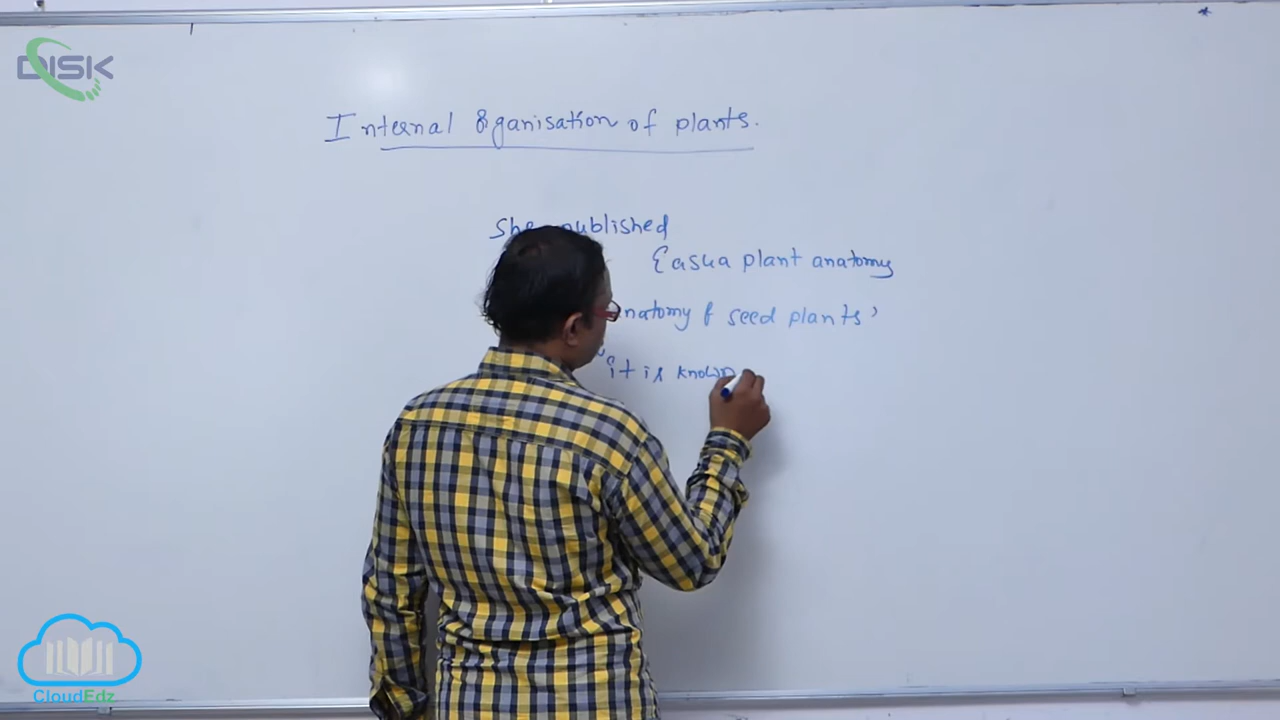 DISK
Internal Organisation of plants.
She published
Easua plant anatomy
natomy of seed plants'
"it is known
CloudEdz